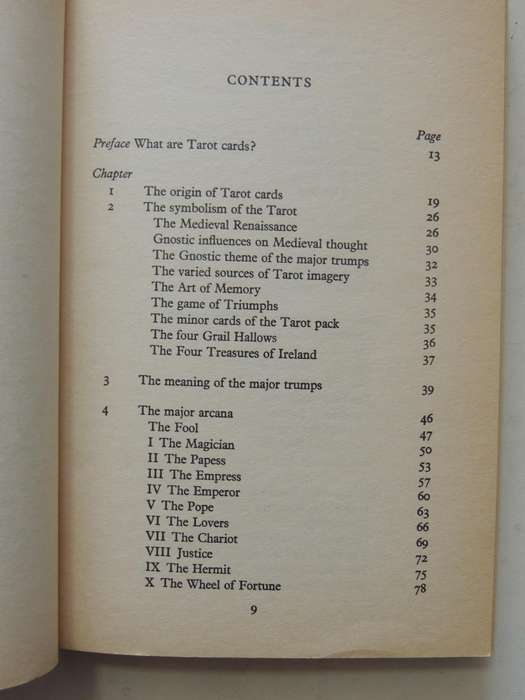 CONTENTS
Page
Preface What are Tarot cards? 13
Chapter
1 The origin of Tarot cards 19
2 The symbolism of the Tarot 26
The Medieval Renaissance 26
Gnostic influences on Medieval thought 30
The Gnostic theme of the major trumps 32
The varied sources of Tarot imagery 33
The Art of Memory 34
The game of Triumphs 35
The minor cards of the Tarot pack 35
The four Grail Hallows 36
The Four Treasures of Ireland 37
3 The meaning of the major trumps 39
4 The major arcana 46
The Fool 47
I The Magician 50
II The Papess 53
III The Empress 57
IV The Emperor 60
V The Pope 63
VI The Lovers 66
VII The Chariot 69
VIII Justice 72
IX The Hermit 75
X The Wheel of Fortune 78
9